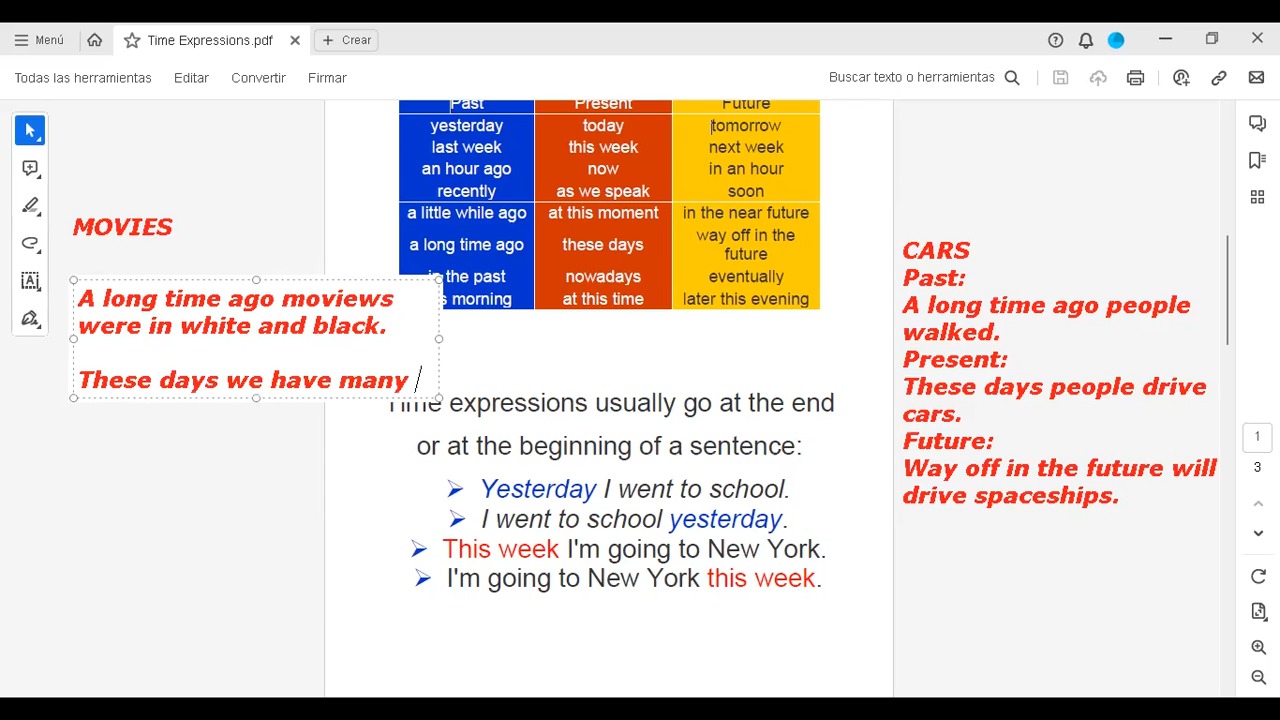 Menú
Time Expressions.pdf
Crear
Todas las herramientas
Editar
Convertir
Firmar
Buscar texto o herramientas
Past Present Future
yesterday today tomorrow
last week this week next week
an hour ago now in an hour
recently as we speak soon
a little while ago at this moment in the near future
a long time ago these days way off in the
future
the past nowadays eventually
morning at this time later this evening
MOVIES
A long time ago moviews
were in white and black.
These days we have many
Time expressions usually go at the end
or at the beginning of a sentence:
Yesterday I went to school.
I went to school yesterday.
This week I'm going to New York.
I'm going to New York this week.
CARS
Past:
A long time ago people
walked.
Present:
These days people drive
cars.
Future:
Way off in the future will
drive spaceships.
1
3